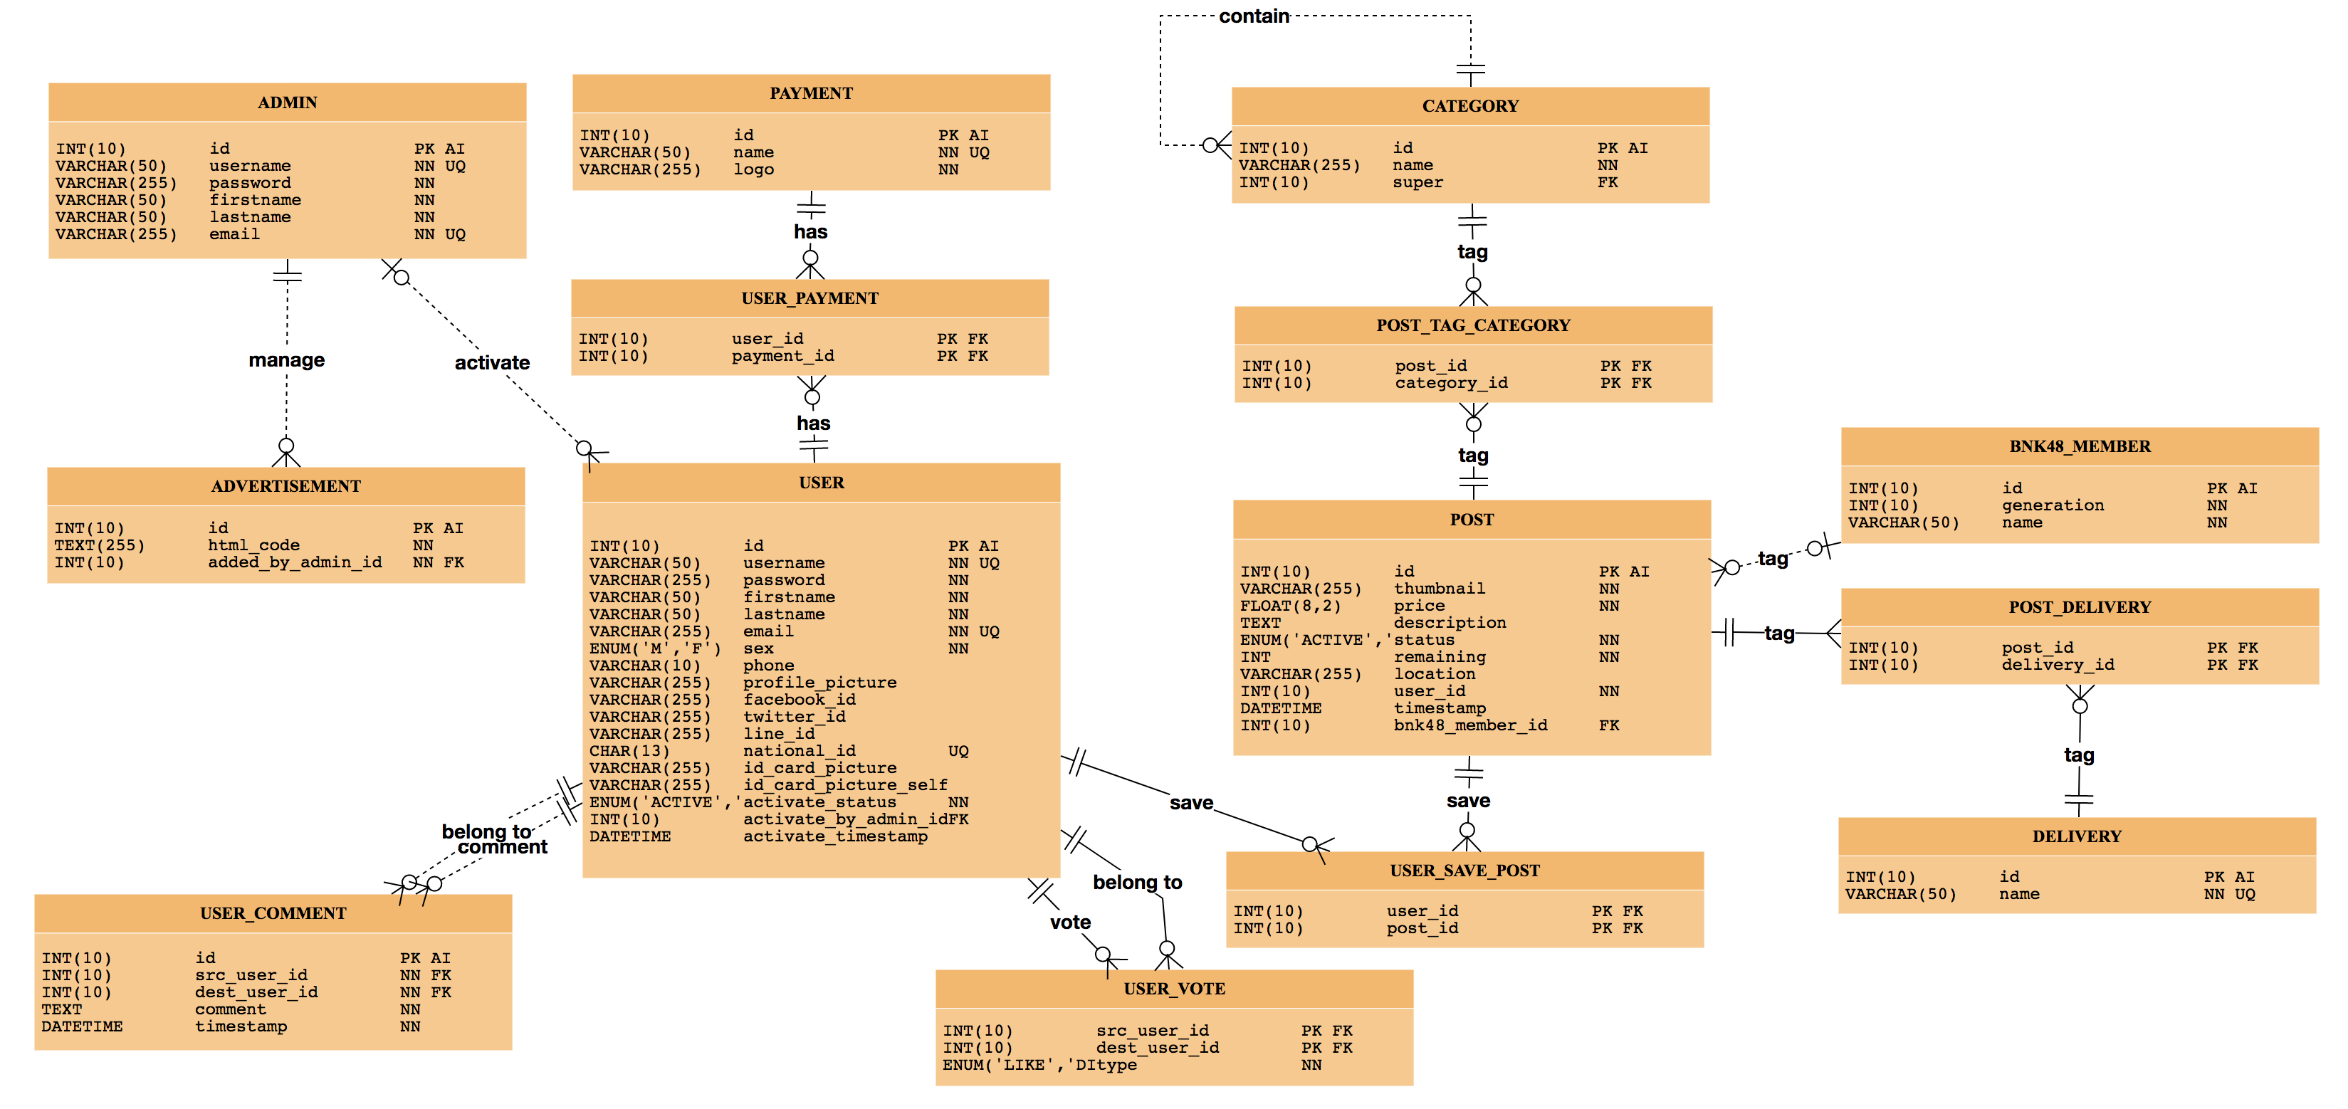 contain
ADMIN
INT(10) id PK AI
VARCHAR(50) username NN UQ
VARCHAR(255) password NN
VARCHAR(50) firstname NN
VARCHAR(50) lastname NN
VARCHAR(255) email NN UQ
PAYMENT
INT(10) id PK AI
VARCHAR(50) name NN UQ
VARCHAR(255) logo NN
CATEGORY
INT(10) id PK AI
VARCHAR(255) name NN
INT(10) super FK
has
tag
USER_PAYMENT
INT(10) user_id PK FK
INT(10) payment_id PK FK
POST_TAG_CATEGORY
INT(10) post_id PK FK
INT(10) category_id PK FK
manage
activate
has
tag
ADVERTISEMENT
INT(10) id PK AI
TEXT(255) html_code NN
INT(10) added_by_admin_id NN FK
USER
INT(10) id PK AI
VARCHAR(50) username NN UQ
VARCHAR(255) password NN
VARCHAR(50) firstname NN
VARCHAR(50) lastname NN
VARCHAR(255) email NN UQ
ENUM('M','F') sex NN
VARCHAR(10) phone
VARCHAR(255) profile_picture
VARCHAR(255) facebook_id
VARCHAR(255) twitter_id
VARCHAR(255) line_id
CHAR(13) national_id UQ
VARCHAR(255) id_card_picture
VARCHAR(255) id_card_picture_self
ENUM('ACTIVE','activate_status NN
INT(10) activate_by_admin_idFK
DATETIME activate_timestamp
POST
INT(10) id PK AI
VARCHAR(255) thumbnail NN
FLOAT(8,2) price NN
TEXT description
ENUM('ACTIVE','status NN
INT remaining NN
VARCHAR(255) location
INT(10) user_id NN
DATETIME timestamp
INT(10) bnk48_member_id FK
BNK48_MEMBER
INT(10) id PK AI
INT(10) generation NN
VARCHAR(50) name NN
tag
POST_DELIVERY
INT(10) post_id PK FK
INT(10) delivery_id PK FK
tag
tag
DELIVERY
INT(10) id PK AI
VARCHAR(50) name NN UQ
belong to
comment
save
save
belong to
vote
USER_COMMENT
INT(10) id PK AI
INT(10) src_user_id NN FK
INT(10) dest_user_id NN FK
TEXT comment NN
DATETIME timestamp NN
USER_SAVE_POST
INT(10) user_id PK FK
INT(10) post_id PK FK
USER_VOTE
INT(10) src_user_id PK FK
INT(10) dest_user_id PK FK
ENUM('LIKE','DItype NN